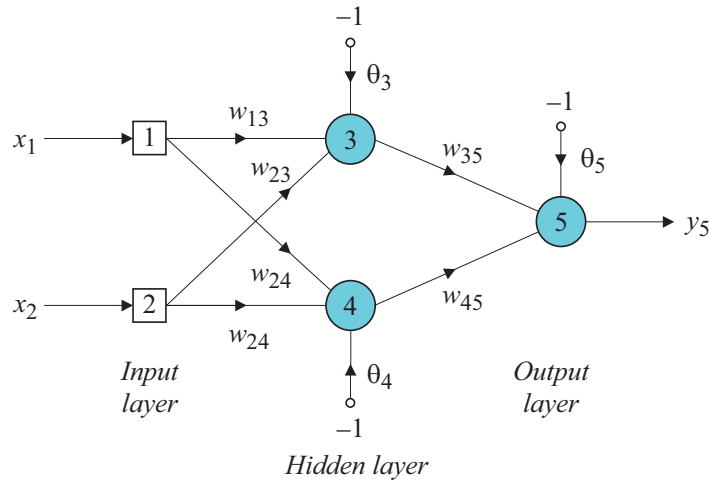 –1
θ3
–1
x1
1
w13
3
w35
θ5
w23
5
y5
x2
2
w24
w24
4
w45
Input
layer
θ4
Output
layer
–1
Hidden layer